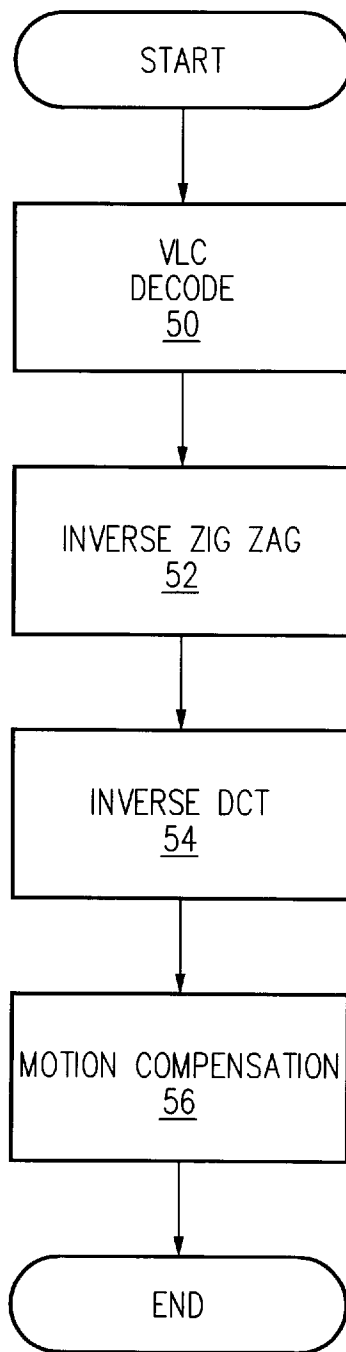 START
VLC
DECODE
50
INVERSE ZIG ZAG
52
INVERSE DCT
54
MOTION COMPENSATION
56
END